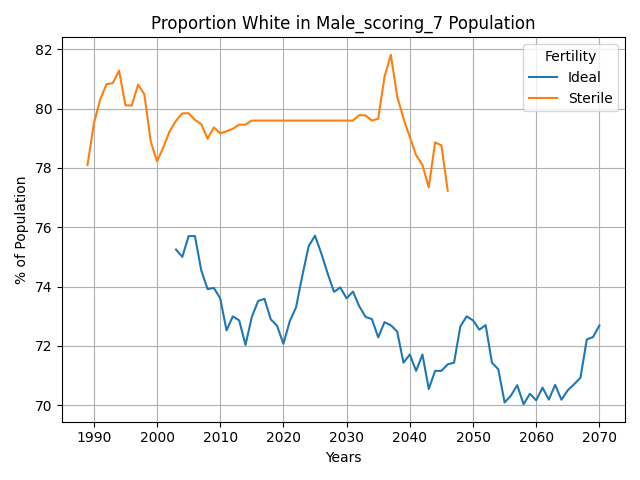 Proportion White in Male_scoring_7 Population
Fertility
Ideal
Sterile
% of Population
82
80
78
76
74
72
70
1990 2000 2010 2020 2030 2040 2050 2060 2070
Years